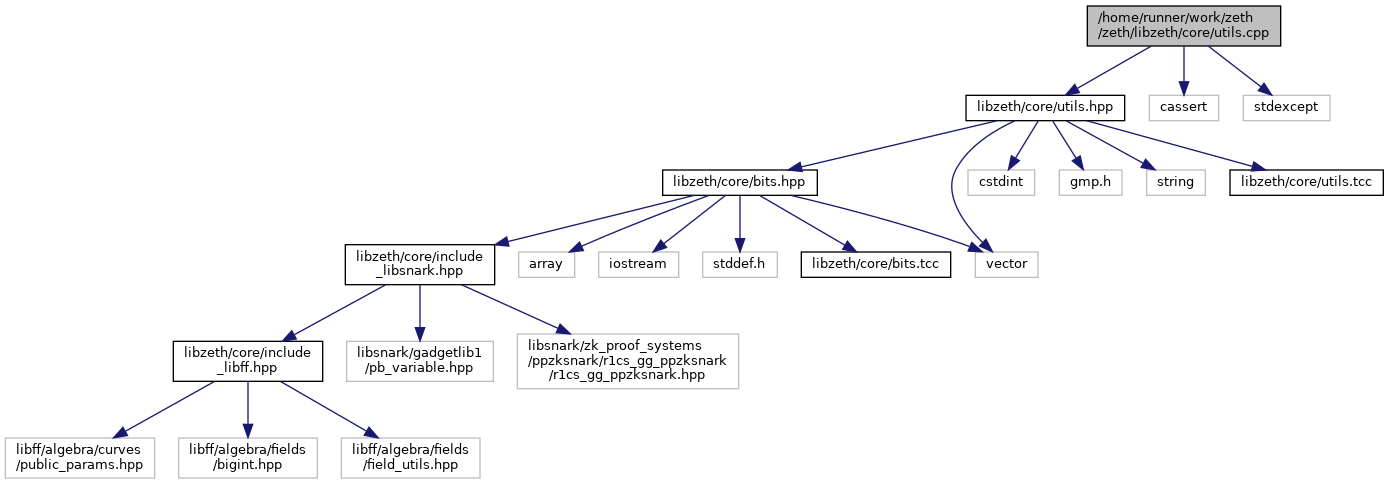 /home/runner/work/zeth
/zeth/libzeth/core/utils.cpp
libzeth/core/utils.hpp
cassert
stdexcept
libzeth/core/bits.hpp
cstdint
gmp.h
string
libzeth/core/utils.tcc
libzeth/core/include
_libsnark.hpp
array
iostream
stddef.h
libzeth/core/bits.tcc
vector
libzeth/core/include
_libff.hpp
libsnark/gadgetlib1
/pb_variable.hpp
libsnark/zk_proof_systems
/ppzksnark/r1cs_gg_ppzksnark
/r1cs_gg_ppzksnark.hpp
libff/algebra/curves
/public_params.hpp
libff/algebra/fields
/bigint.hpp
libff/algebra/fields
/field_utils.hpp